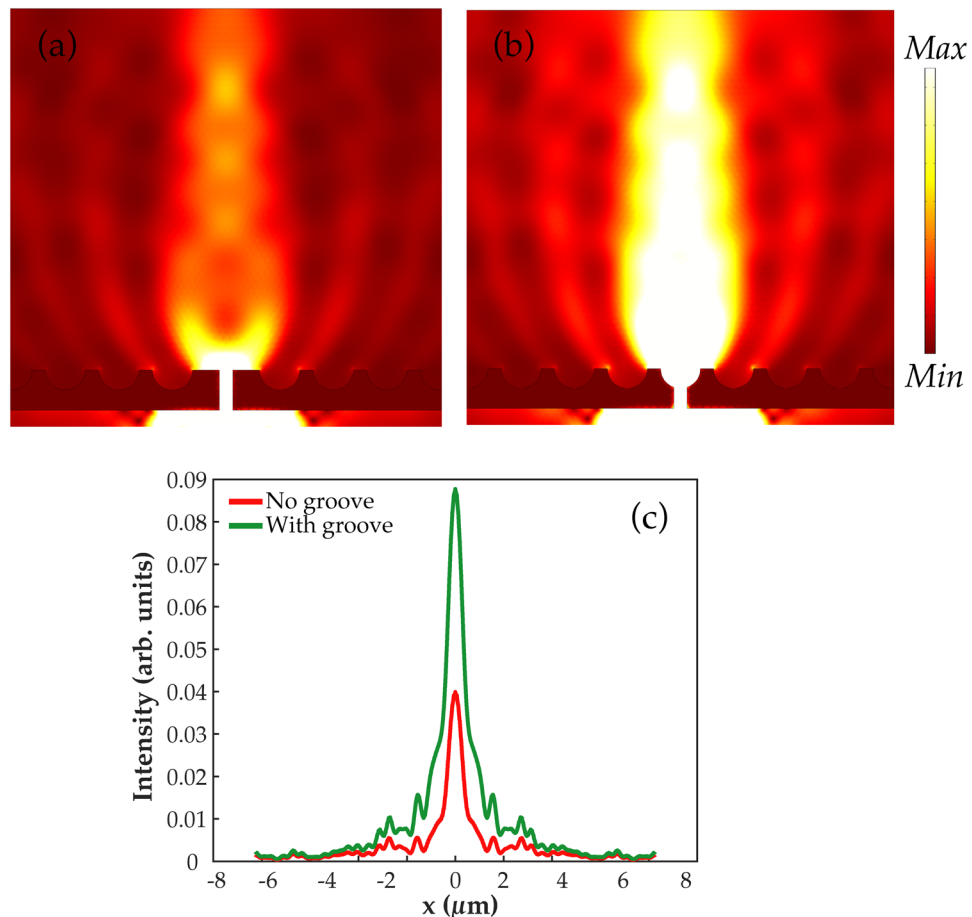 (a)
(b)
Max
Min
0.09
0.08
0.07
0.06
0.05
0.04
0.03
0.02
0.01
0
No groove
With groove
(c)
Intensity (arb. units)
-8 -6 -4 -2 0 2 4 6 8
x (μm)